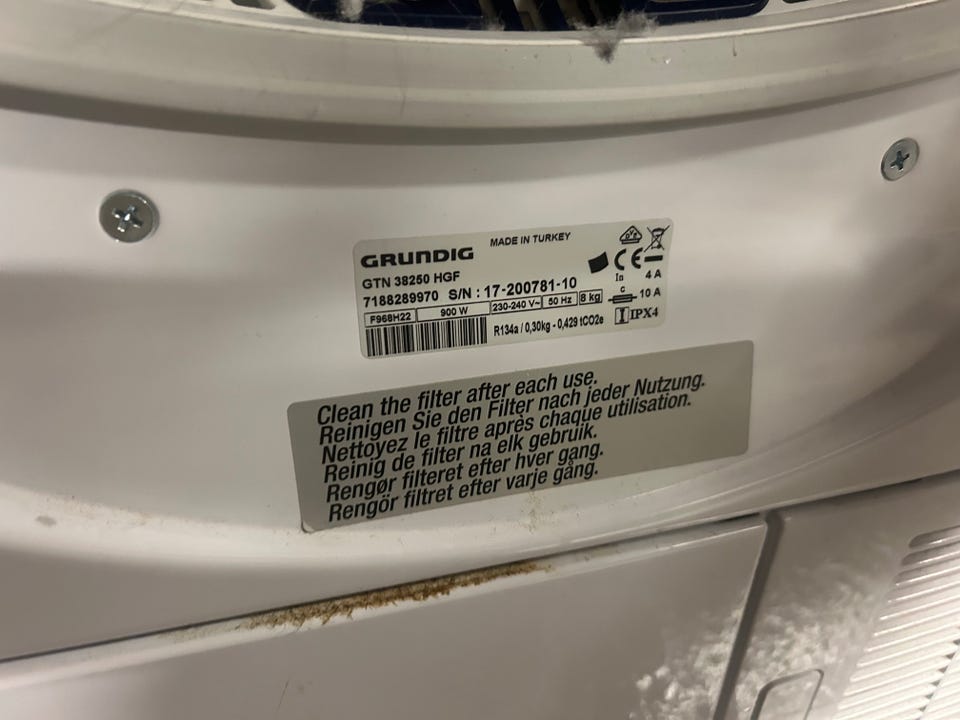 GRUNDIG MADE IN TURKEY
GTN 38250 HGF
7188289970 S/N : 17-200781-10
F968H22 900 W 230-240 V~ 50 Hz 8 kg
R134a / 0,30kg - 0,429 tCO2e
DVE
CE
In 4 A
c 10 A
IPX4
Clean the filter after each use.
Reinigen Sie den Filter nach jeder Nutzung.
Nettoyez le filtre après chaque utilisation.
Reinig de filter na elk gebruik.
Rengør filteret efter hver gang.
Rengör filtret efter varje gång.